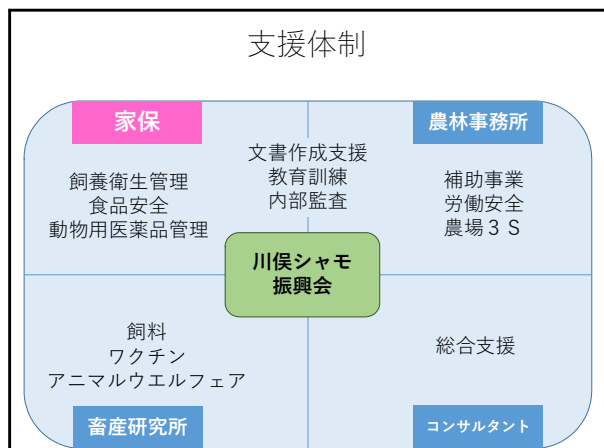 支援体制
家保
農林事務所
文書作成支援
教育訓練
内部監査
飼養衛生管理
食品安全
動物用医薬品管理
補助事業
労働安全
農場３Ｓ
川俣シャモ
振興会
飼料
ワクチン
アニマルウエルフェア
総合支援
畜産研究所
コンサルタント